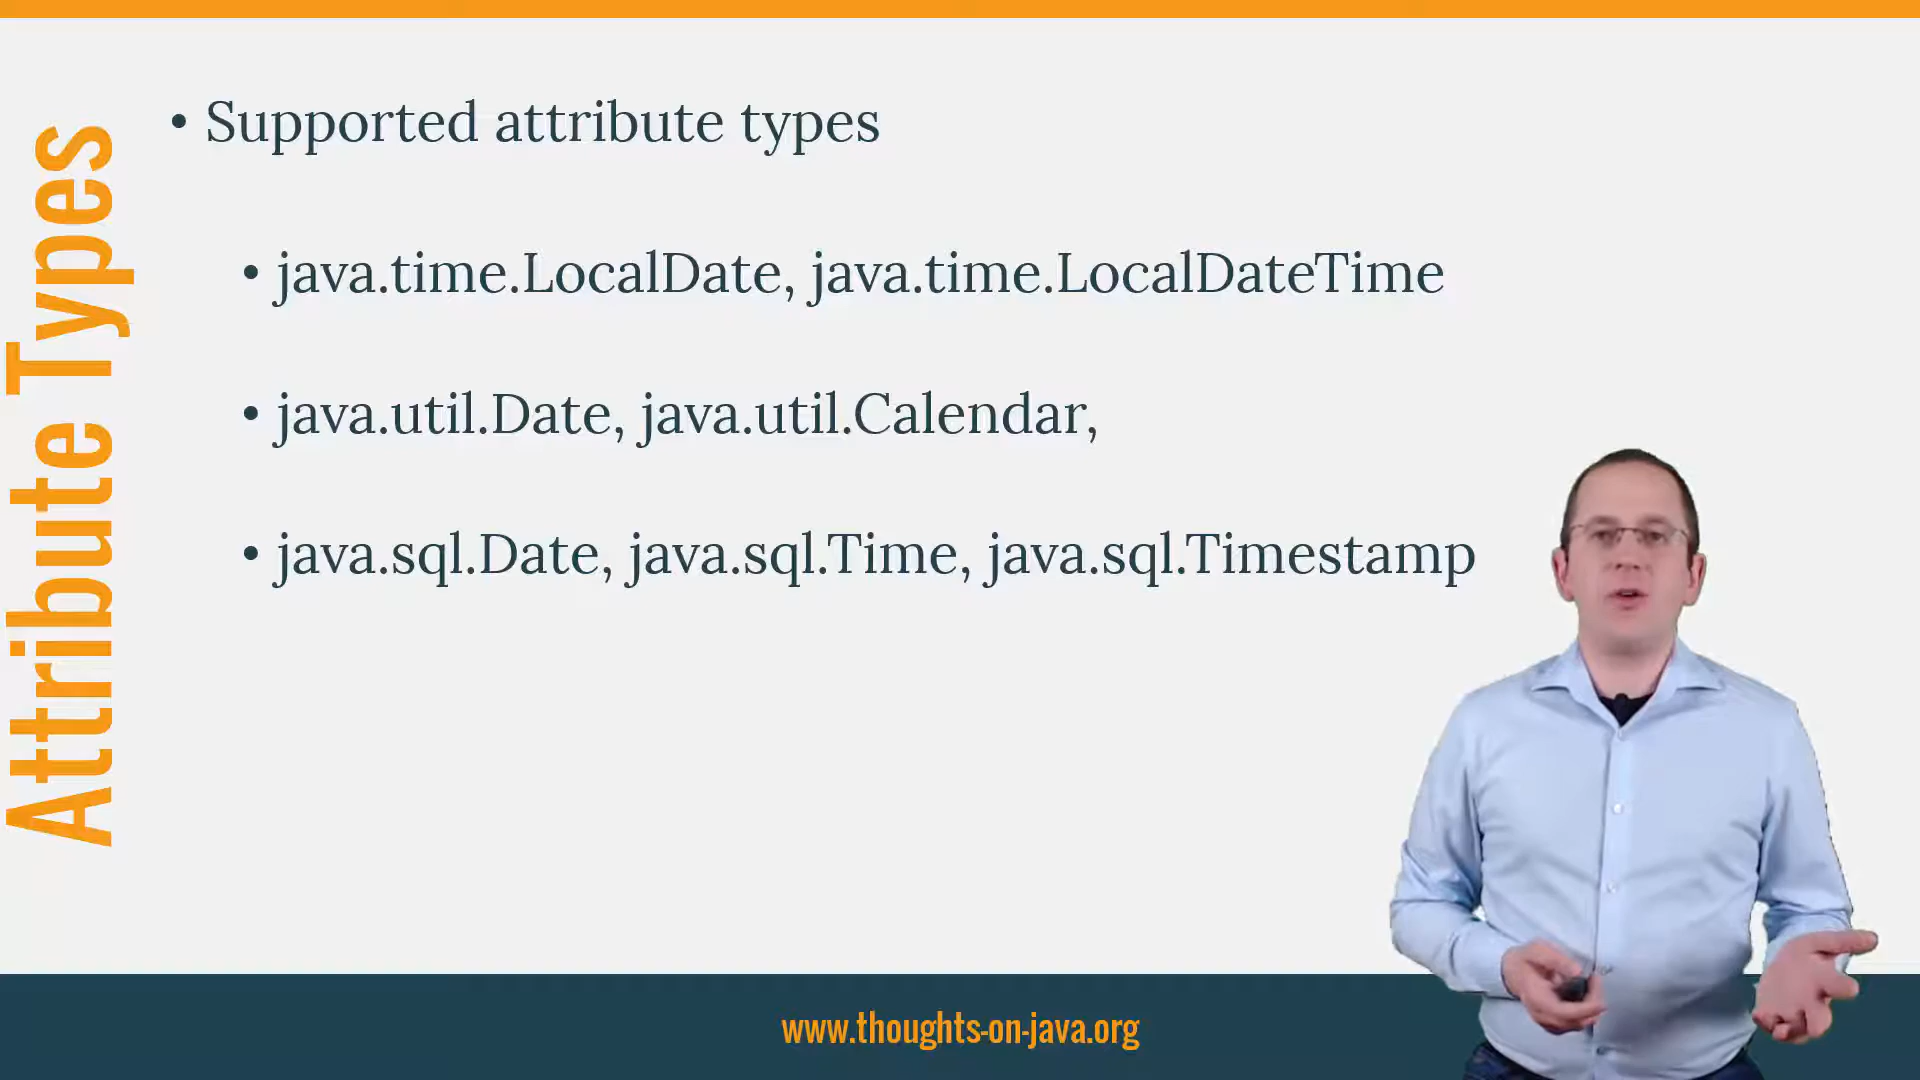 Attribute Types
• Supported attribute types
• java.time.LocalDate, java.time.LocalDateTime
• java.util.Date, java.util.Calendar,
• java.sql.Date, java.sql.Time, java.sql.Timestamp
www.thoughts-on-java.org